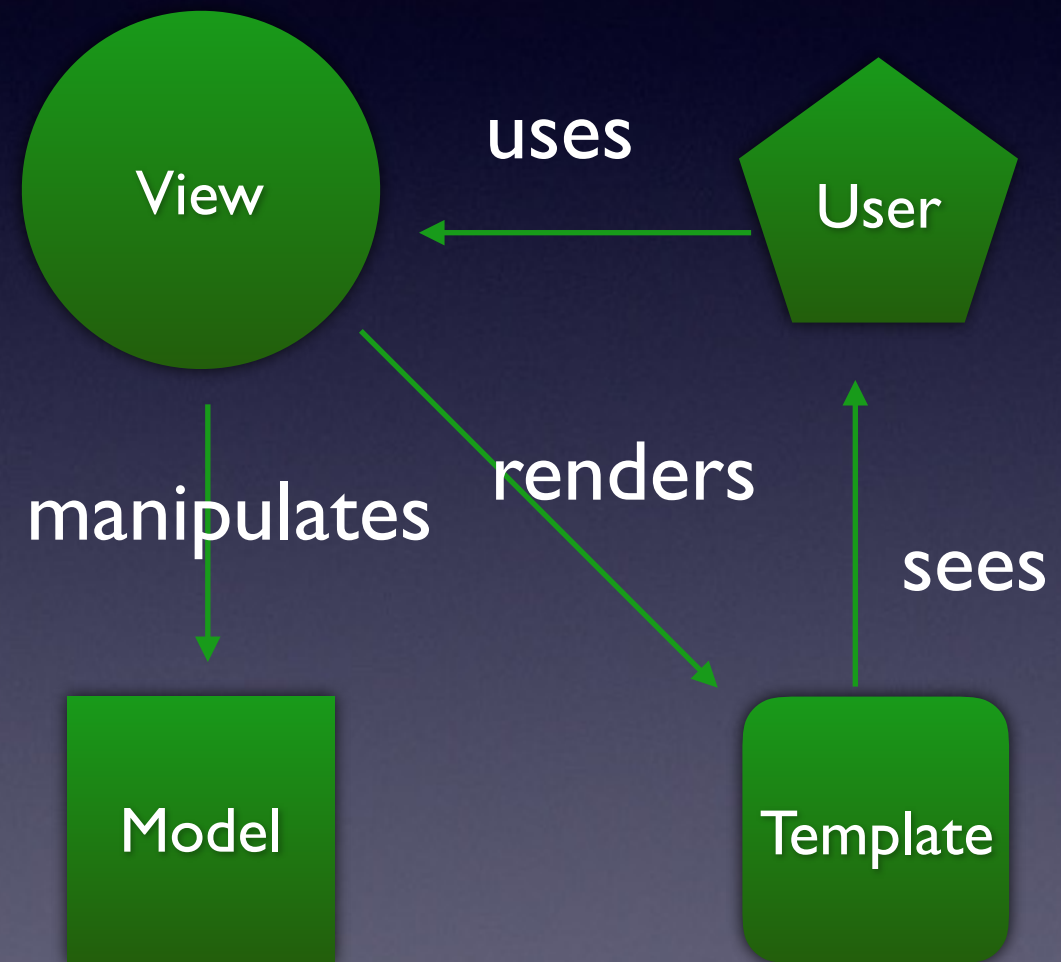 uses
View
User
renders
manipulates
sees
Model
Template